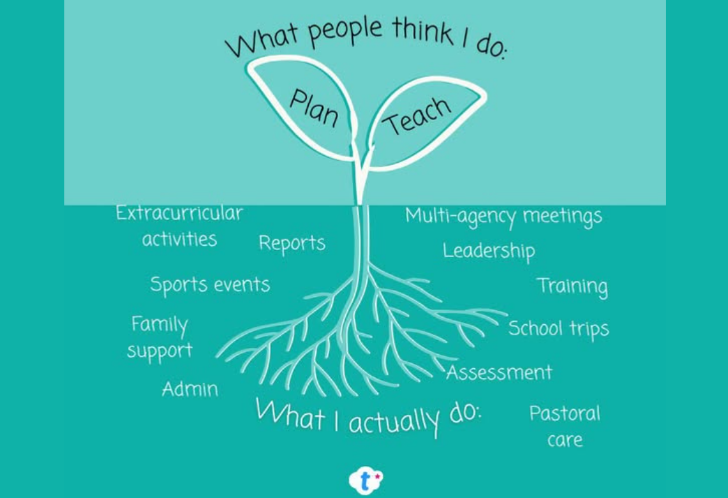 What people think I do:
Plan
Teach
Extracurricular
activities
Reports
Sports events
Family
support
Admin
Multi-agency meetings
Leadership
Training
School trips
Assessment
Pastoral
care
What I actually do:
t